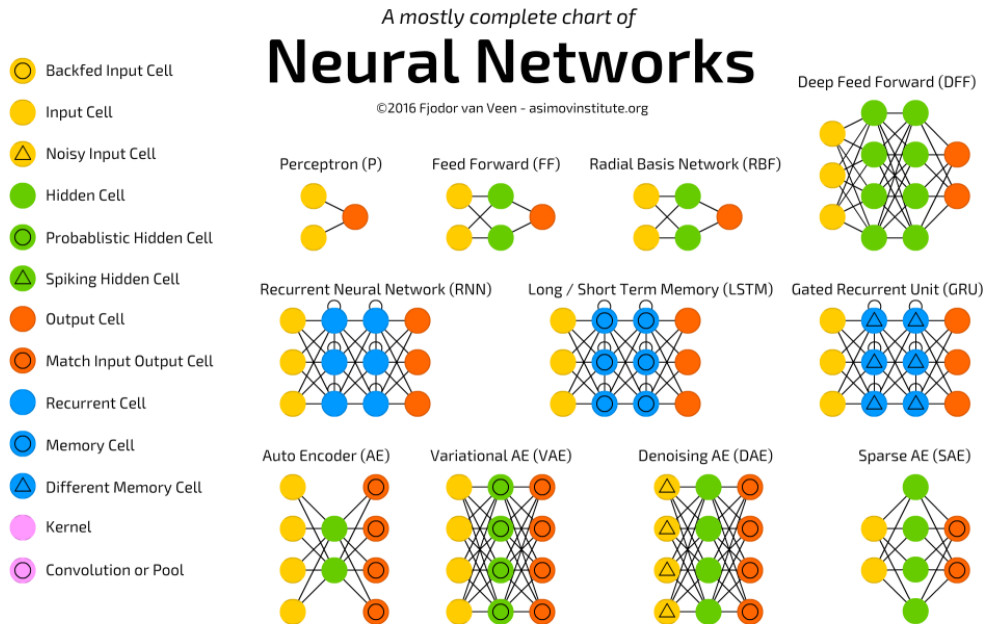 A mostly complete chart of
Neural Networks
©2016 Fjodor van Veen - asimovinstitute.org
Backfed Input Cell
Input Cell
Noisy Input Cell
Hidden Cell
Probablistic Hidden Cell
Spiking Hidden Cell
Output Cell
Match Input Output Cell
Recurrent Cell
Memory Cell
Different Memory Cell
Kernel
Convolution or Pool
Perceptron (P)
Feed Forward (FF)
Radial Basis Network (RBF)
Deep Feed Forward (DFF)
Recurrent Neural Network (RNN)
Long / Short Term Memory (LSTM)
Gated Recurrent Unit (GRU)
Auto Encoder (AE)
Variational AE (VAE)
Denoising AE (DAE)
Sparse AE (SAE)